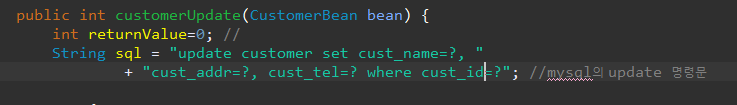 public int customerUpdate(CustomerBean bean) {
int returnValue=0; //
String sql = "update customer set cust_name=?, "
+ "cust_addr=?, cust_tel=? where cust_id=?"; //mysql의 update 명령문